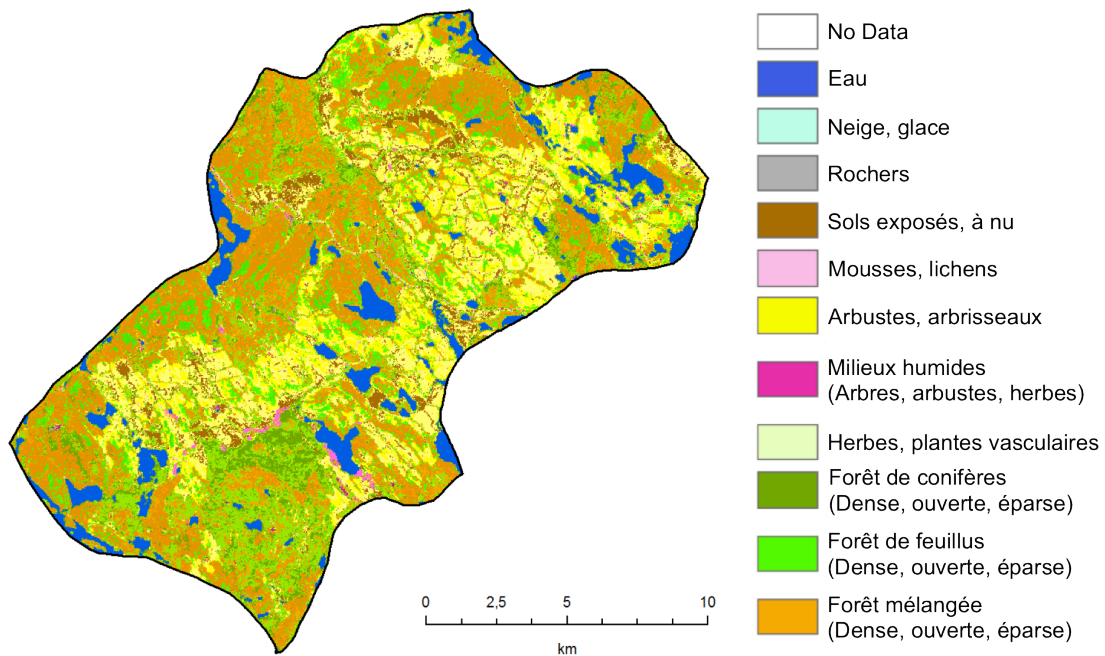 No Data
Eau
Neige, glace
Rochers
Sols exposés, à nu
Mousses, lichens
Arbustes, arbrisseaux
Milieux humides
(Arbres, arbustes, herbes)
Herbes, plantes vasculaires
Forêt de conifères
(Dense, ouverte, éparse)
Forêt de feuillus
(Dense, ouverte, éparse)
Forêt mélangée
(Dense, ouverte, éparse)
0 2,5 5 10
km